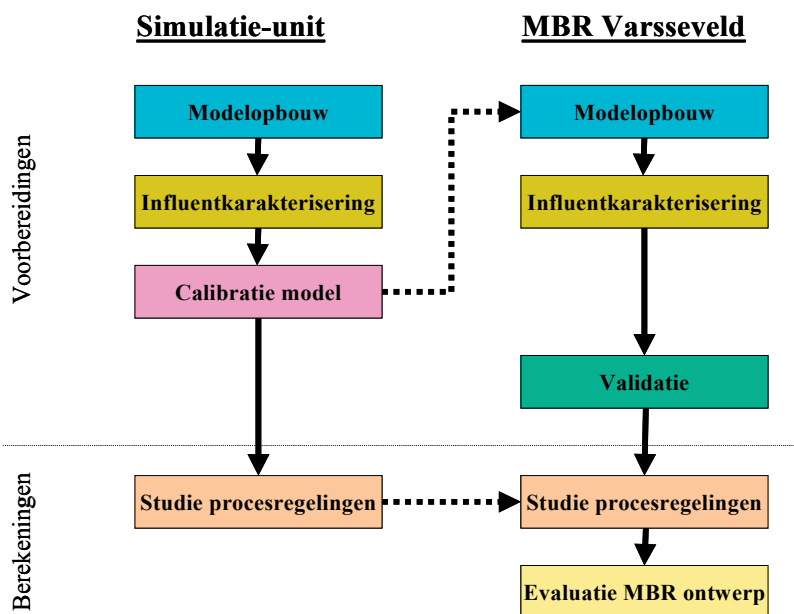 Simulatie-unit
MBR Varsseveld
Voorbereidingen
Modelopbouw
Modelopbouw
Influentkarakterisering
Influentkarakterisering
Calibratie model
Validatie
Berekeningen
Studie procesregelingen
Studie procesregelingen
Evaluatie MBR ontwerp